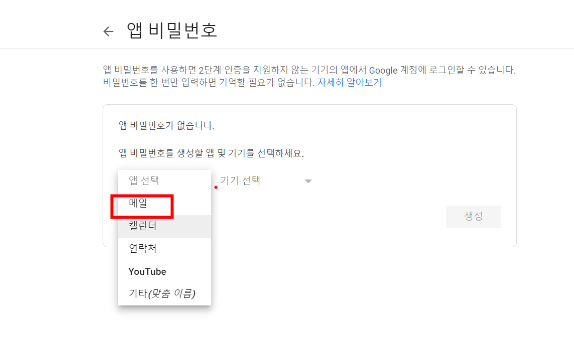 앱 비밀번호
앱 비밀번호를 사용하면 2단계 인증을 지원하지 않는 기기의 앱에서 Google 계정에 로그인할 수 있습니다.
비밀번호를 한 번만 입력하면 기억할 필요가 없습니다. 자세히 알아보기
앱 비밀번호가 없습니다.
앱 비밀번호를 생성할 앱 및 기기를 선택하세요.
앱 선택 기기 선택
메일
캘린더
생성
연락처
YouTube
기타(맞춤 이름)